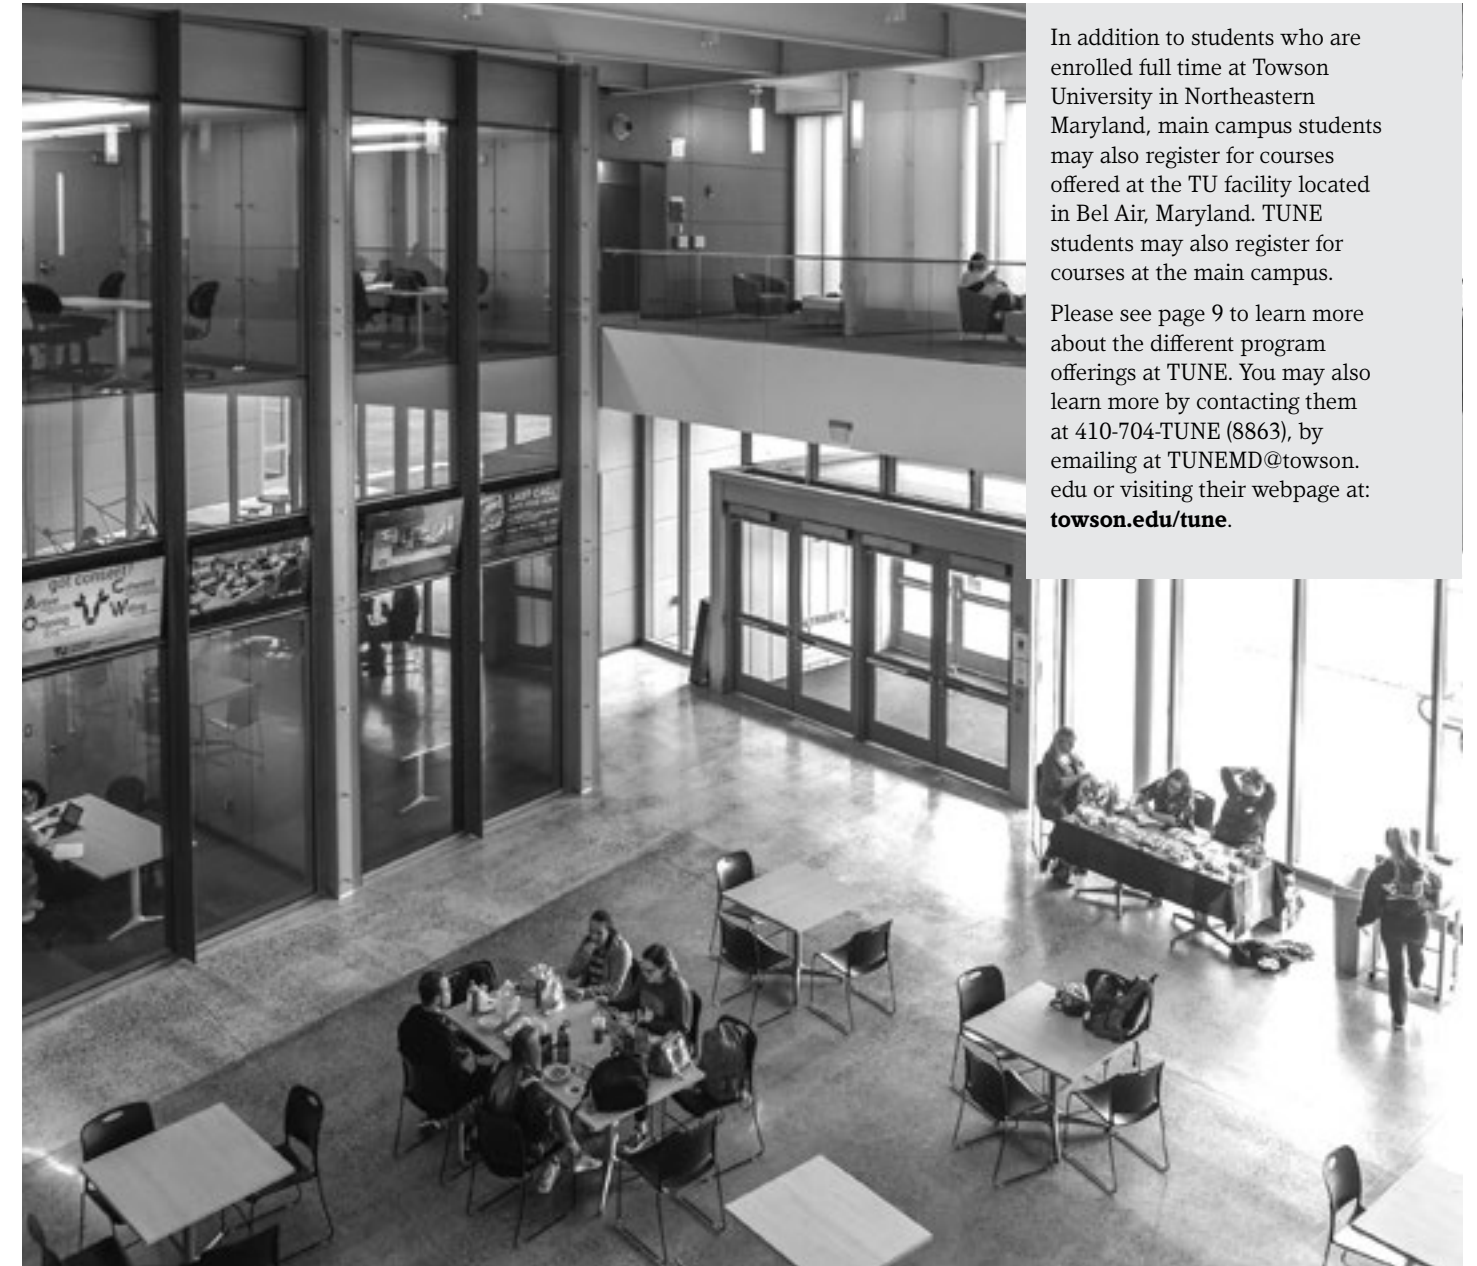 In addition to students who are
enrolled full time at Towson
University in Northeastern
Maryland, main campus students
may also register for courses
offered at the TU facility located
in Bel Air, Maryland. TUNE
students may also register for
courses at the main campus.
Please see page 9 to learn more
about the different program
offerings at TUNE. You may also
learn more by contacting them
at 410-704-TUNE (8863), by
emailing at TUNEMD@towson.
edu or visiting their webpage at:
towson.edu/tune.
got consent?
LAST CALL